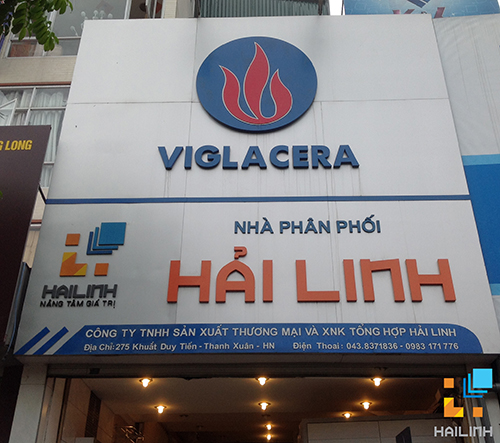 G LONG
VIGLACERA
NHÀ PHÂN PHỐI
HẢI LINH
HAILINH
NÂNG TẦM GIÁ TRỊ
CÔNG TY TNHH SẢN XUẤT THƯƠNG MẠI VÀ XNK TỔNG HỢP HẢI LINH
Địa Chỉ: 275 Khuất Duy Tiến - Thanh Xuân - HN Điện Thoại : 043.8371836 - 0983 171 776
HAILINH